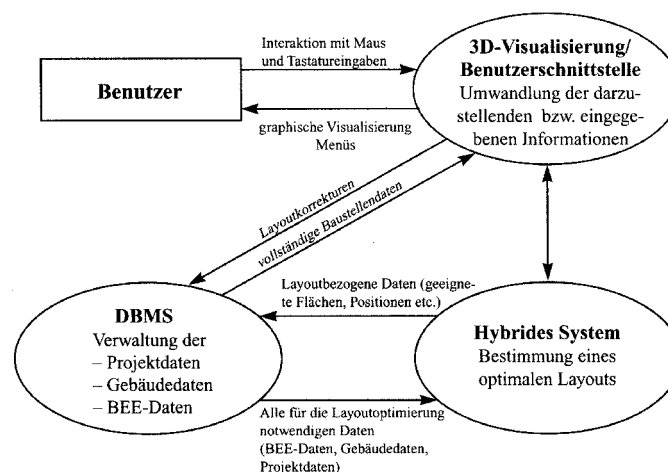 Interaktion mit Maus
und Tastatureingaben
Benutzer
graphische Visualisierung
Menüs
3D-Visualisierung/
Benutzerschnittstelle
Umwandlung der darzu-
stellenden bzw. eingege-
benen Informationen
Layoutkorrekturen
vollständige Baustellendaten
Layoutbezogene Daten (geeigne-
te Flächen, Positionen etc.)
DBMS
Verwaltung der
– Projektdaten
– Gebäudedaten
– BEE-Daten
Hybrides System
Bestimmung eines
optimalen Layouts
Alle für die Layoutoptimierung
notwendigen Daten
(BEE-Daten, Gebäudedaten,
Projektdaten)